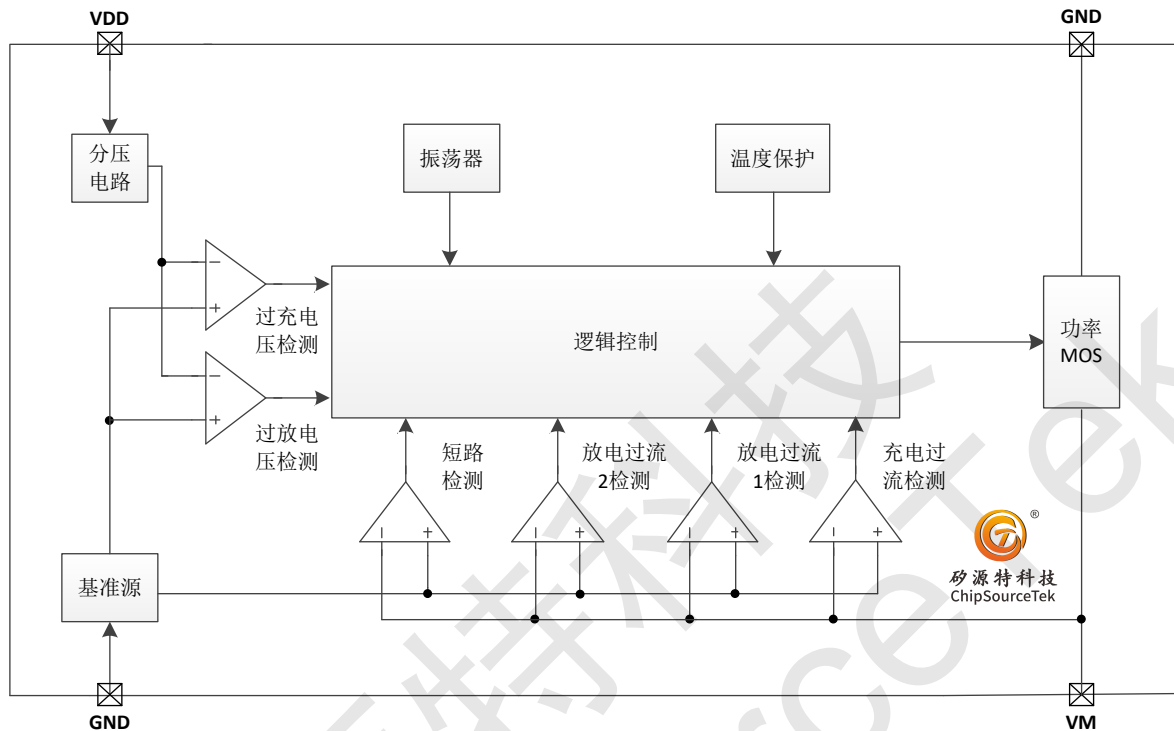 VDD
GND
分压
电路
振荡器
温度保护
−
+
过充电
压检测
逻辑控制
功率
MOS
−
+
过放电
压检测
短路
检测
放电过流
2检测
放电过流
1检测
充电过
流检测
− +
− +
− +
− +
®
矽源特科技
ChipSourceTek
基准源
GND
VM